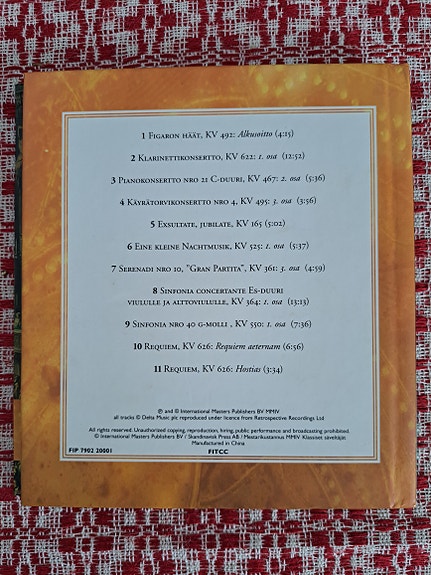 1 Figaron häät, KV 492: Alkusoitto (4:15)
2 Klarinettikonsertto, KV 622: 1. osa (12:52)
3 Pianokonsertto nro 21 C-duuri, KV 467: 2. osa (5:36)
4 Käyrätorvikonsertto nro 4, KV 495: 3. osa (3:56)
5 Exsultate, jubilate, KV 165 (5:02)
6 Eine kleine Nachtmusik, KV 525: 1. osa (5:37)
7 Serenadi nro 10, "Gran Partita", KV 361: 3. osa (4:59)
8 Sinfonia concertante Es-duuri
viululle ja alttoviululle, KV 364: 1. osa (13:13)
9 Sinfonia nro 40 g-molli , KV 550: 1. osa (7:36)
10 Requiem, KV 626: Requiem aeternam (6:56)
11 Requiem, KV 626: Hostias (3:34)
℗ and © International Masters Publishers BV MMIV
all tracks © Delta Music plc reproduced under licence from Retrospective Recordings Ltd
All rights reserved. Unauthorized copying, reproduction, hiring, public performance and broadcasting prohibited.
© International Masters Publishers BV / Skandinavisk Press AB / Mestarikustannus MMIV Klassiset säveltäjät
Manufactured in China
FIP 7902 20001
FITCC